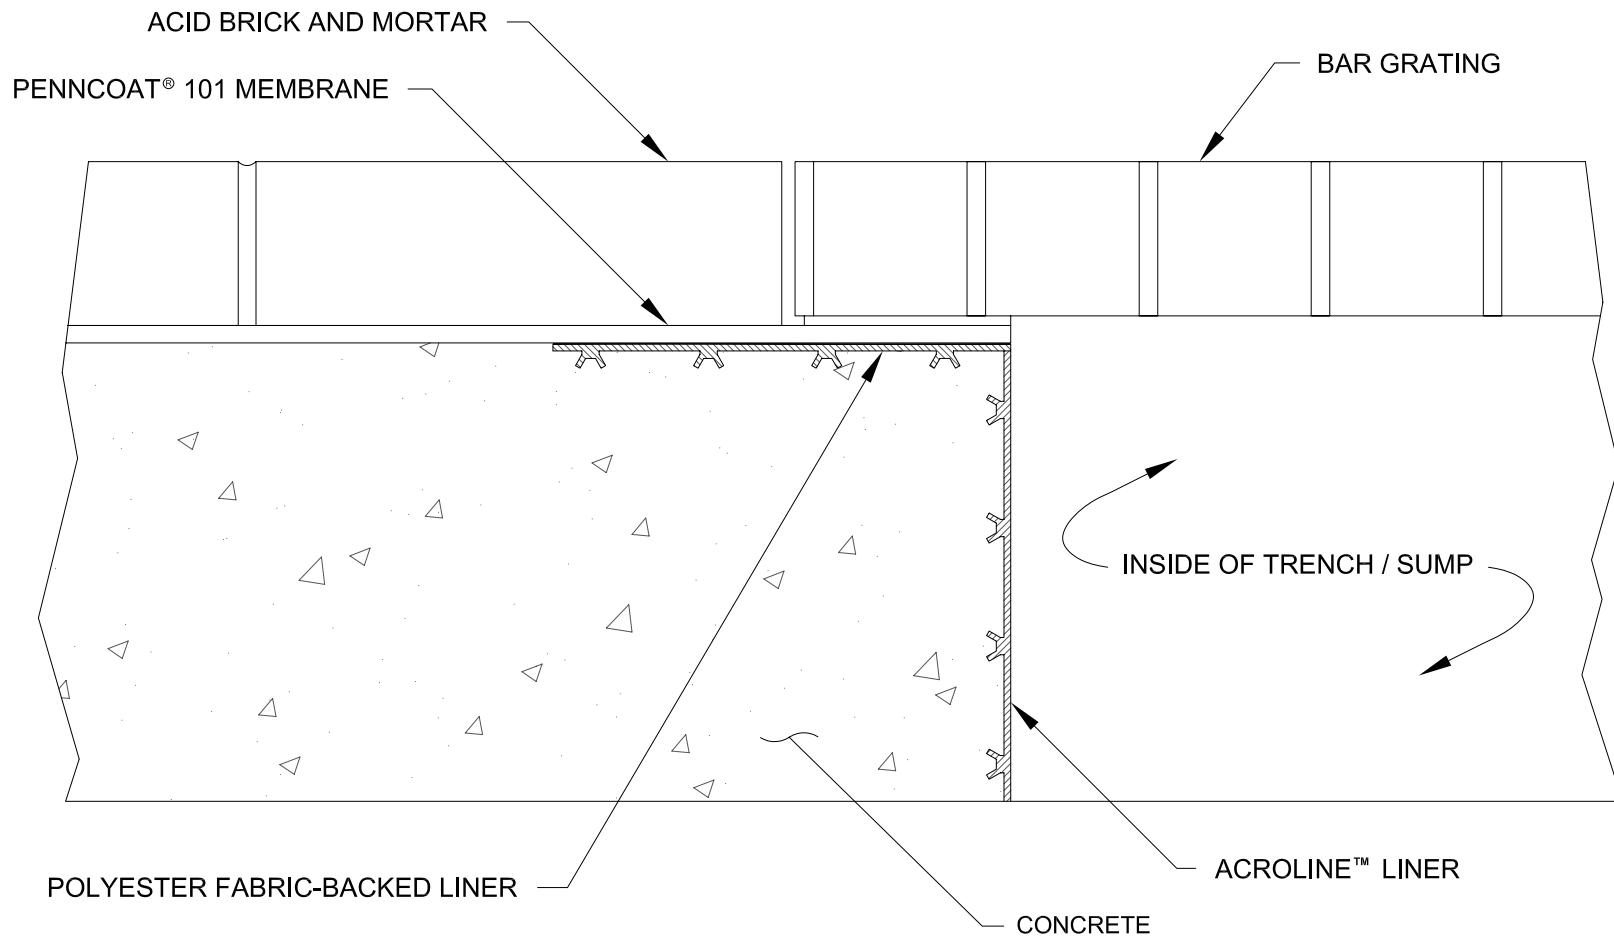 ACID BRICK AND MORTAR
BAR GRATING
PENNCOAT® 101 MEMBRANE
INSIDE OF TRENCH / SUMP
ACROLINE™ LINER
POLYESTER FABRIC-BACKED LINER
CONCRETE